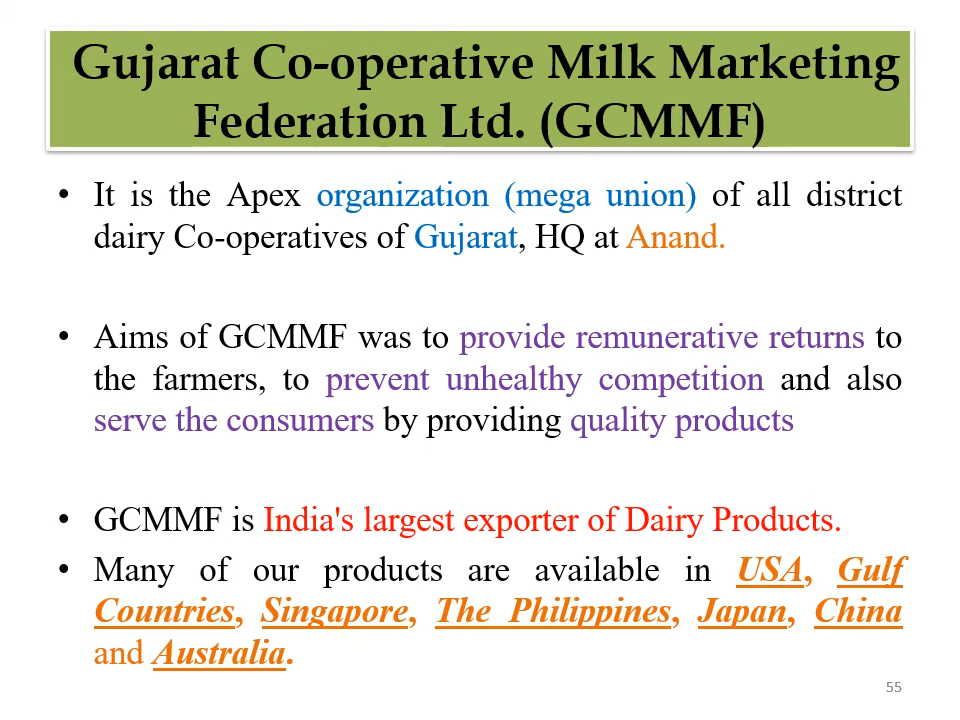 Gujarat Co-operative Milk Marketing
Federation Ltd. (GCMMF)
• It is the Apex organization (mega union) of all district
dairy Co-operatives of Gujarat, HQ at Anand.
• Aims of GCMMF was to provide remunerative returns to
the farmers, to prevent unhealthy competition and also
serve the consumers by providing quality products
• GCMMF is India's largest exporter of Dairy Products.
• Many of our products are available in USA, Gulf
Countries, Singapore, The Philippines, Japan, China
and Australia.
55